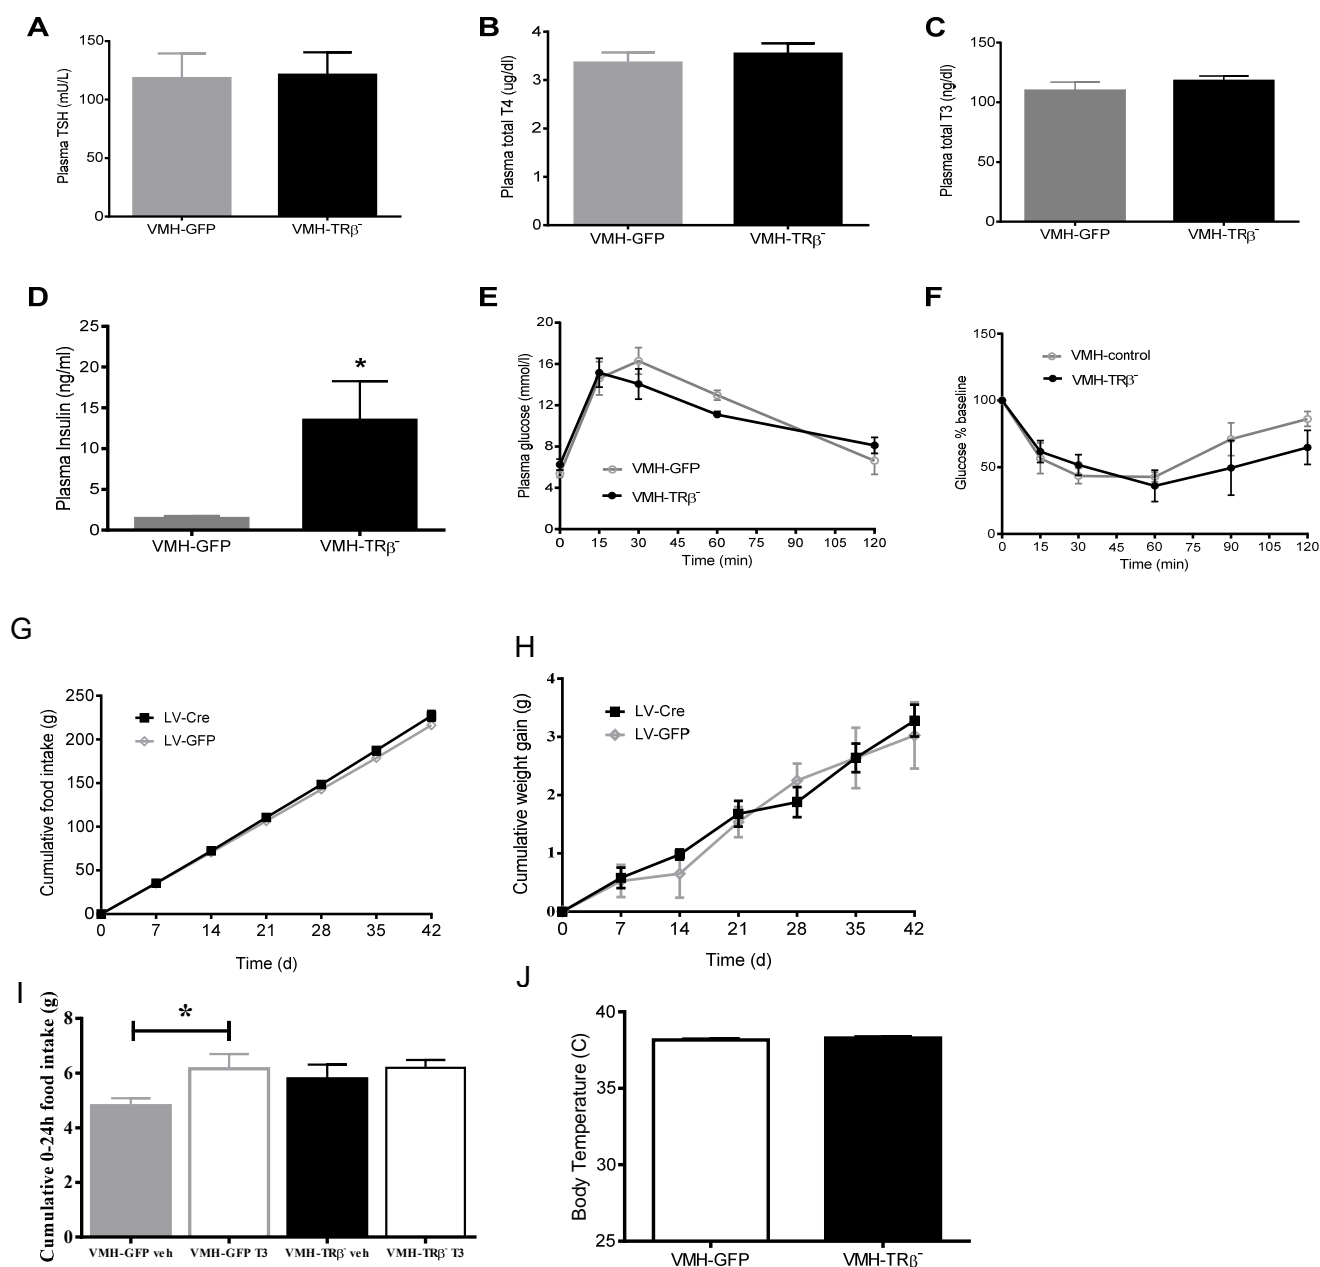 A
Plasma TSH (mU/L)
150
100
50
0
VMH-GFP
VMH-TRβ⁻
B
Plasma total T4 (ug/dl)
4
3
2
1
0
VMH-GFP
VMH-TRβ⁻
C
Plasma total T3 (ng/dl)
150
100
50
0
VMH-GFP
VMH-TRβ⁻
D
Plasma Insulin (ng/ml)
25
20
15
10
5
0
*
VMH-GFP
VMH-TRβ⁻
E
Plasma glucose (mmol/l)
20
16
12
8
4
0
VMH-GFP
VMH-TRβ⁻
0 15 30 45 60 75 90 105 120
Time (min)
F
Glucose % baseline
150
100
50
0
VMH-control
VMH-TRβ⁻
0 15 30 45 60 75 90 105 120
Time (min)
G
Cumulative food intake (g)
250
200
150
100
50
0
LV-Cre
LV-GFP
0 7 14 21 28 35 42
Time (d)
H
Cumulative weight gain (g)
4
3
2
1
0
LV-Cre
LV-GFP
0 7 14 21 28 35 42
Time (d)
I
Cumulative 0-24h food intake (g)
8
6
4
2
0
*
VMH-GFP veh
VMH-GFP T3
VMH-TRβ⁻ veh
VMH-TRβ⁻ T3
J
Body Temperature (C)
40
35
30
25
VMH-GFP
VMH-TRβ⁻